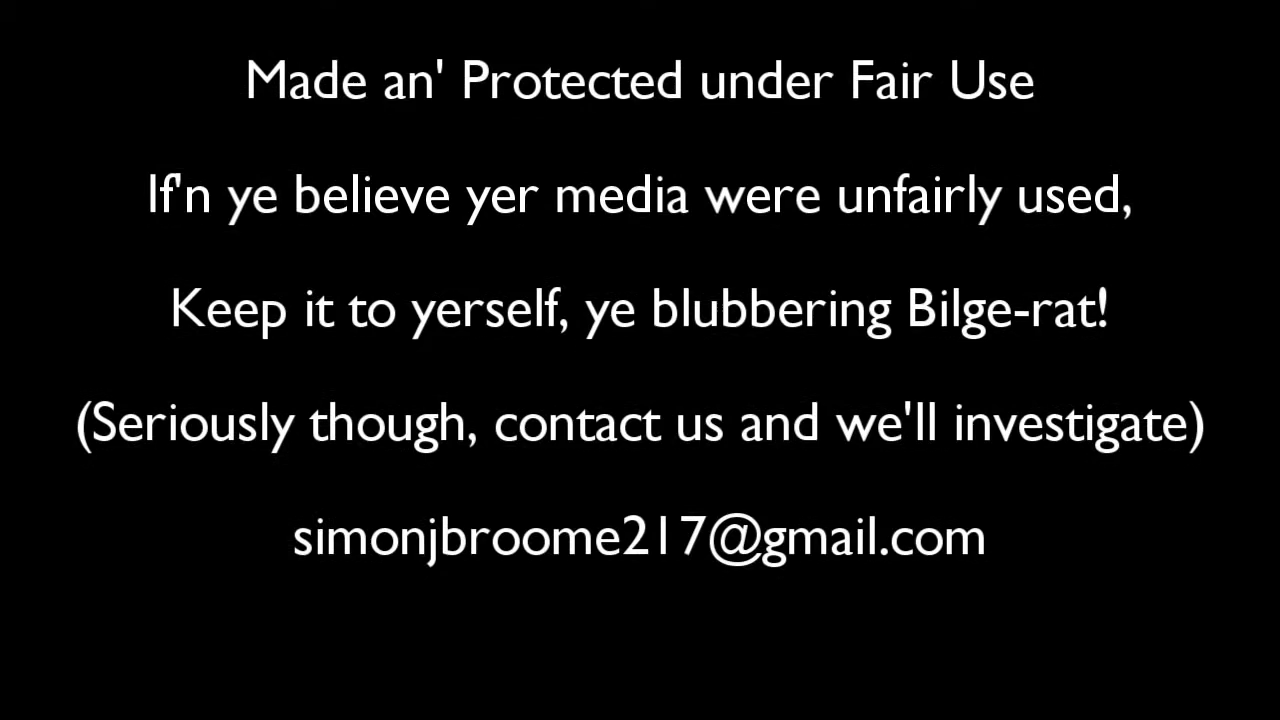 Made an' Protected under Fair Use
If'n ye believe yer media were unfairly used,
Keep it to yerself, ye blubbering Bilge-rat!
(Seriously though, contact us and we'll investigate)
simonjbroome217@gmail.com